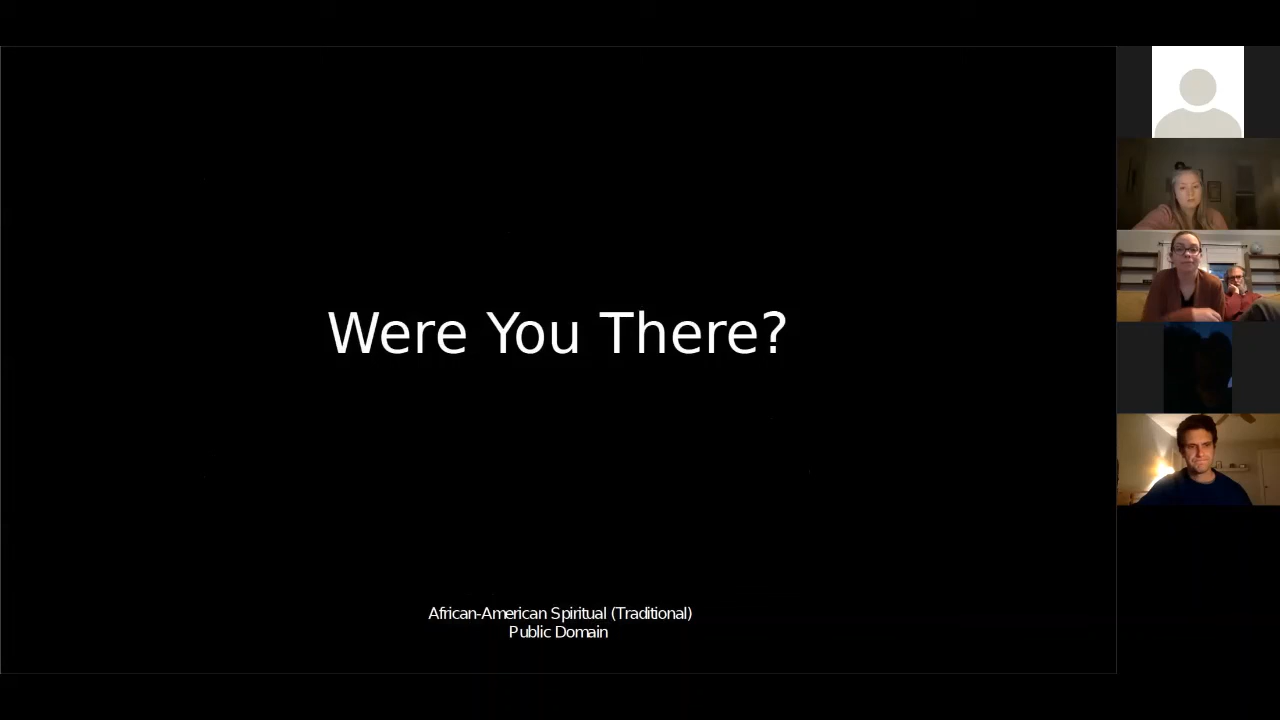 Were You There?
African-American Spiritual (Traditional)
Public Domain